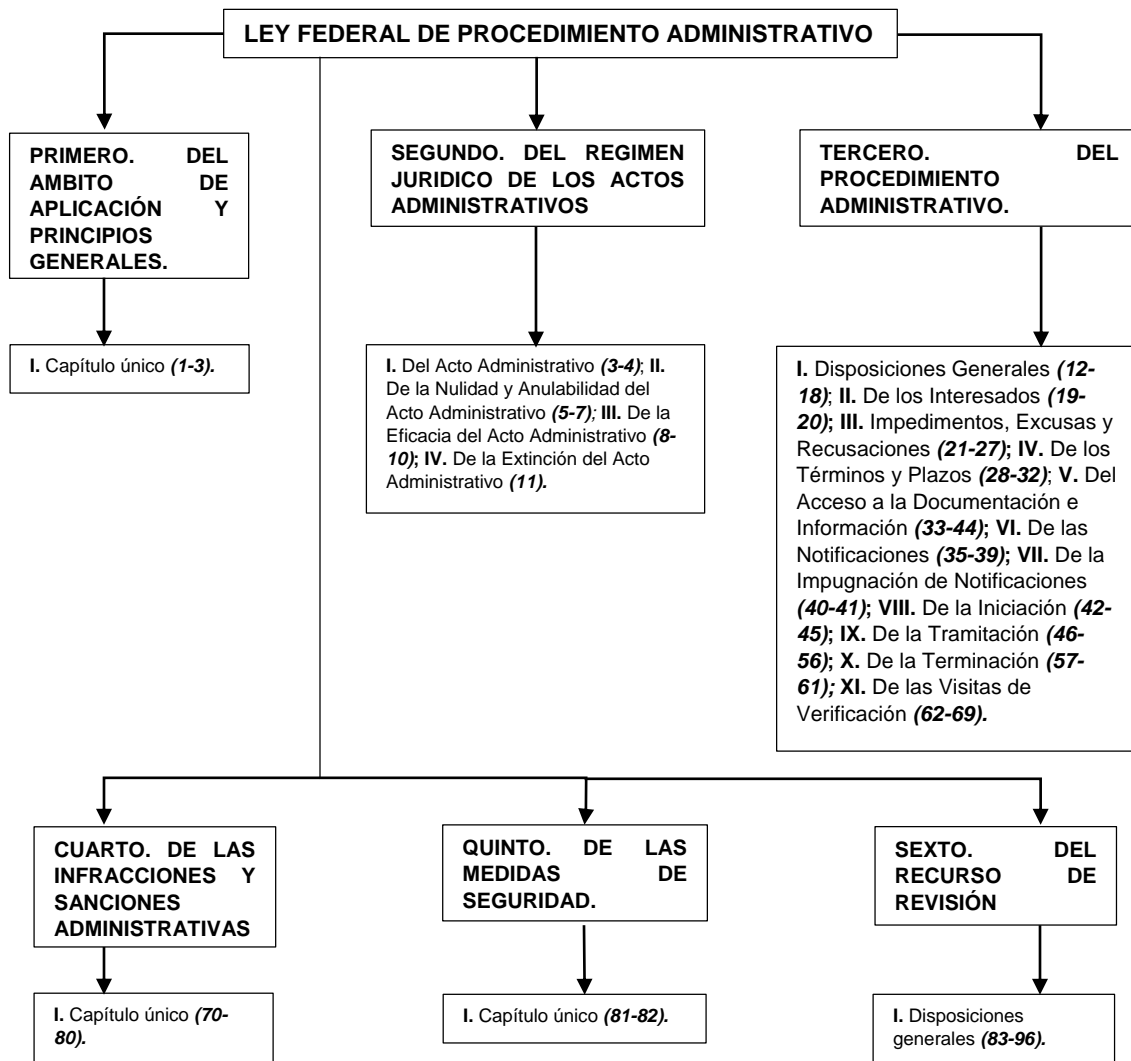 LEY FEDERAL DE PROCEDIMIENTO ADMINISTRATIVO
PRIMERO. DEL
AMBITO DE
APLICACIÓN Y
PRINCIPIOS
GENERALES.
SEGUNDO. DEL REGIMEN
JURIDICO DE LOS ACTOS
ADMINISTRATIVOS
TERCERO. DEL
PROCEDIMIENTO
ADMINISTRATIVO.
I. Capítulo único (1-3).
I. Del Acto Administrativo (3-4); II.
De la Nulidad y Anulabilidad del
Acto Administrativo (5-7); III. De la
Eficacia del Acto Administrativo (8-
10); IV. De la Extinción del Acto
Administrativo (11).
I. Disposiciones Generales (12-
18); II. De los Interesados (19-
20); III. Impedimentos, Excusas y
Recusaciones (21-27); IV. De los
Términos y Plazos (28-32); V. Del
Acceso a la Documentación e
Información (33-44); VI. De las
Notificaciones (35-39); VII. De la
Impugnación de Notificaciones
(40-41); VIII. De la Iniciación (42-
45); IX. De la Tramitación (46-
56); X. De la Terminación (57-
61); XI. De las Visitas de
Verificación (62-69).
CUARTO. DE LAS
INFRACCIONES Y
SANCIONES
ADMINISTRATIVAS
QUINTO. DE LAS
MEDIDAS DE
SEGURIDAD.
SEXTO. DEL
RECURSO DE
REVISIÓN
I. Capítulo único (70-
80).
I. Capítulo único (81-82).
I. Disposiciones
generales (83-96).